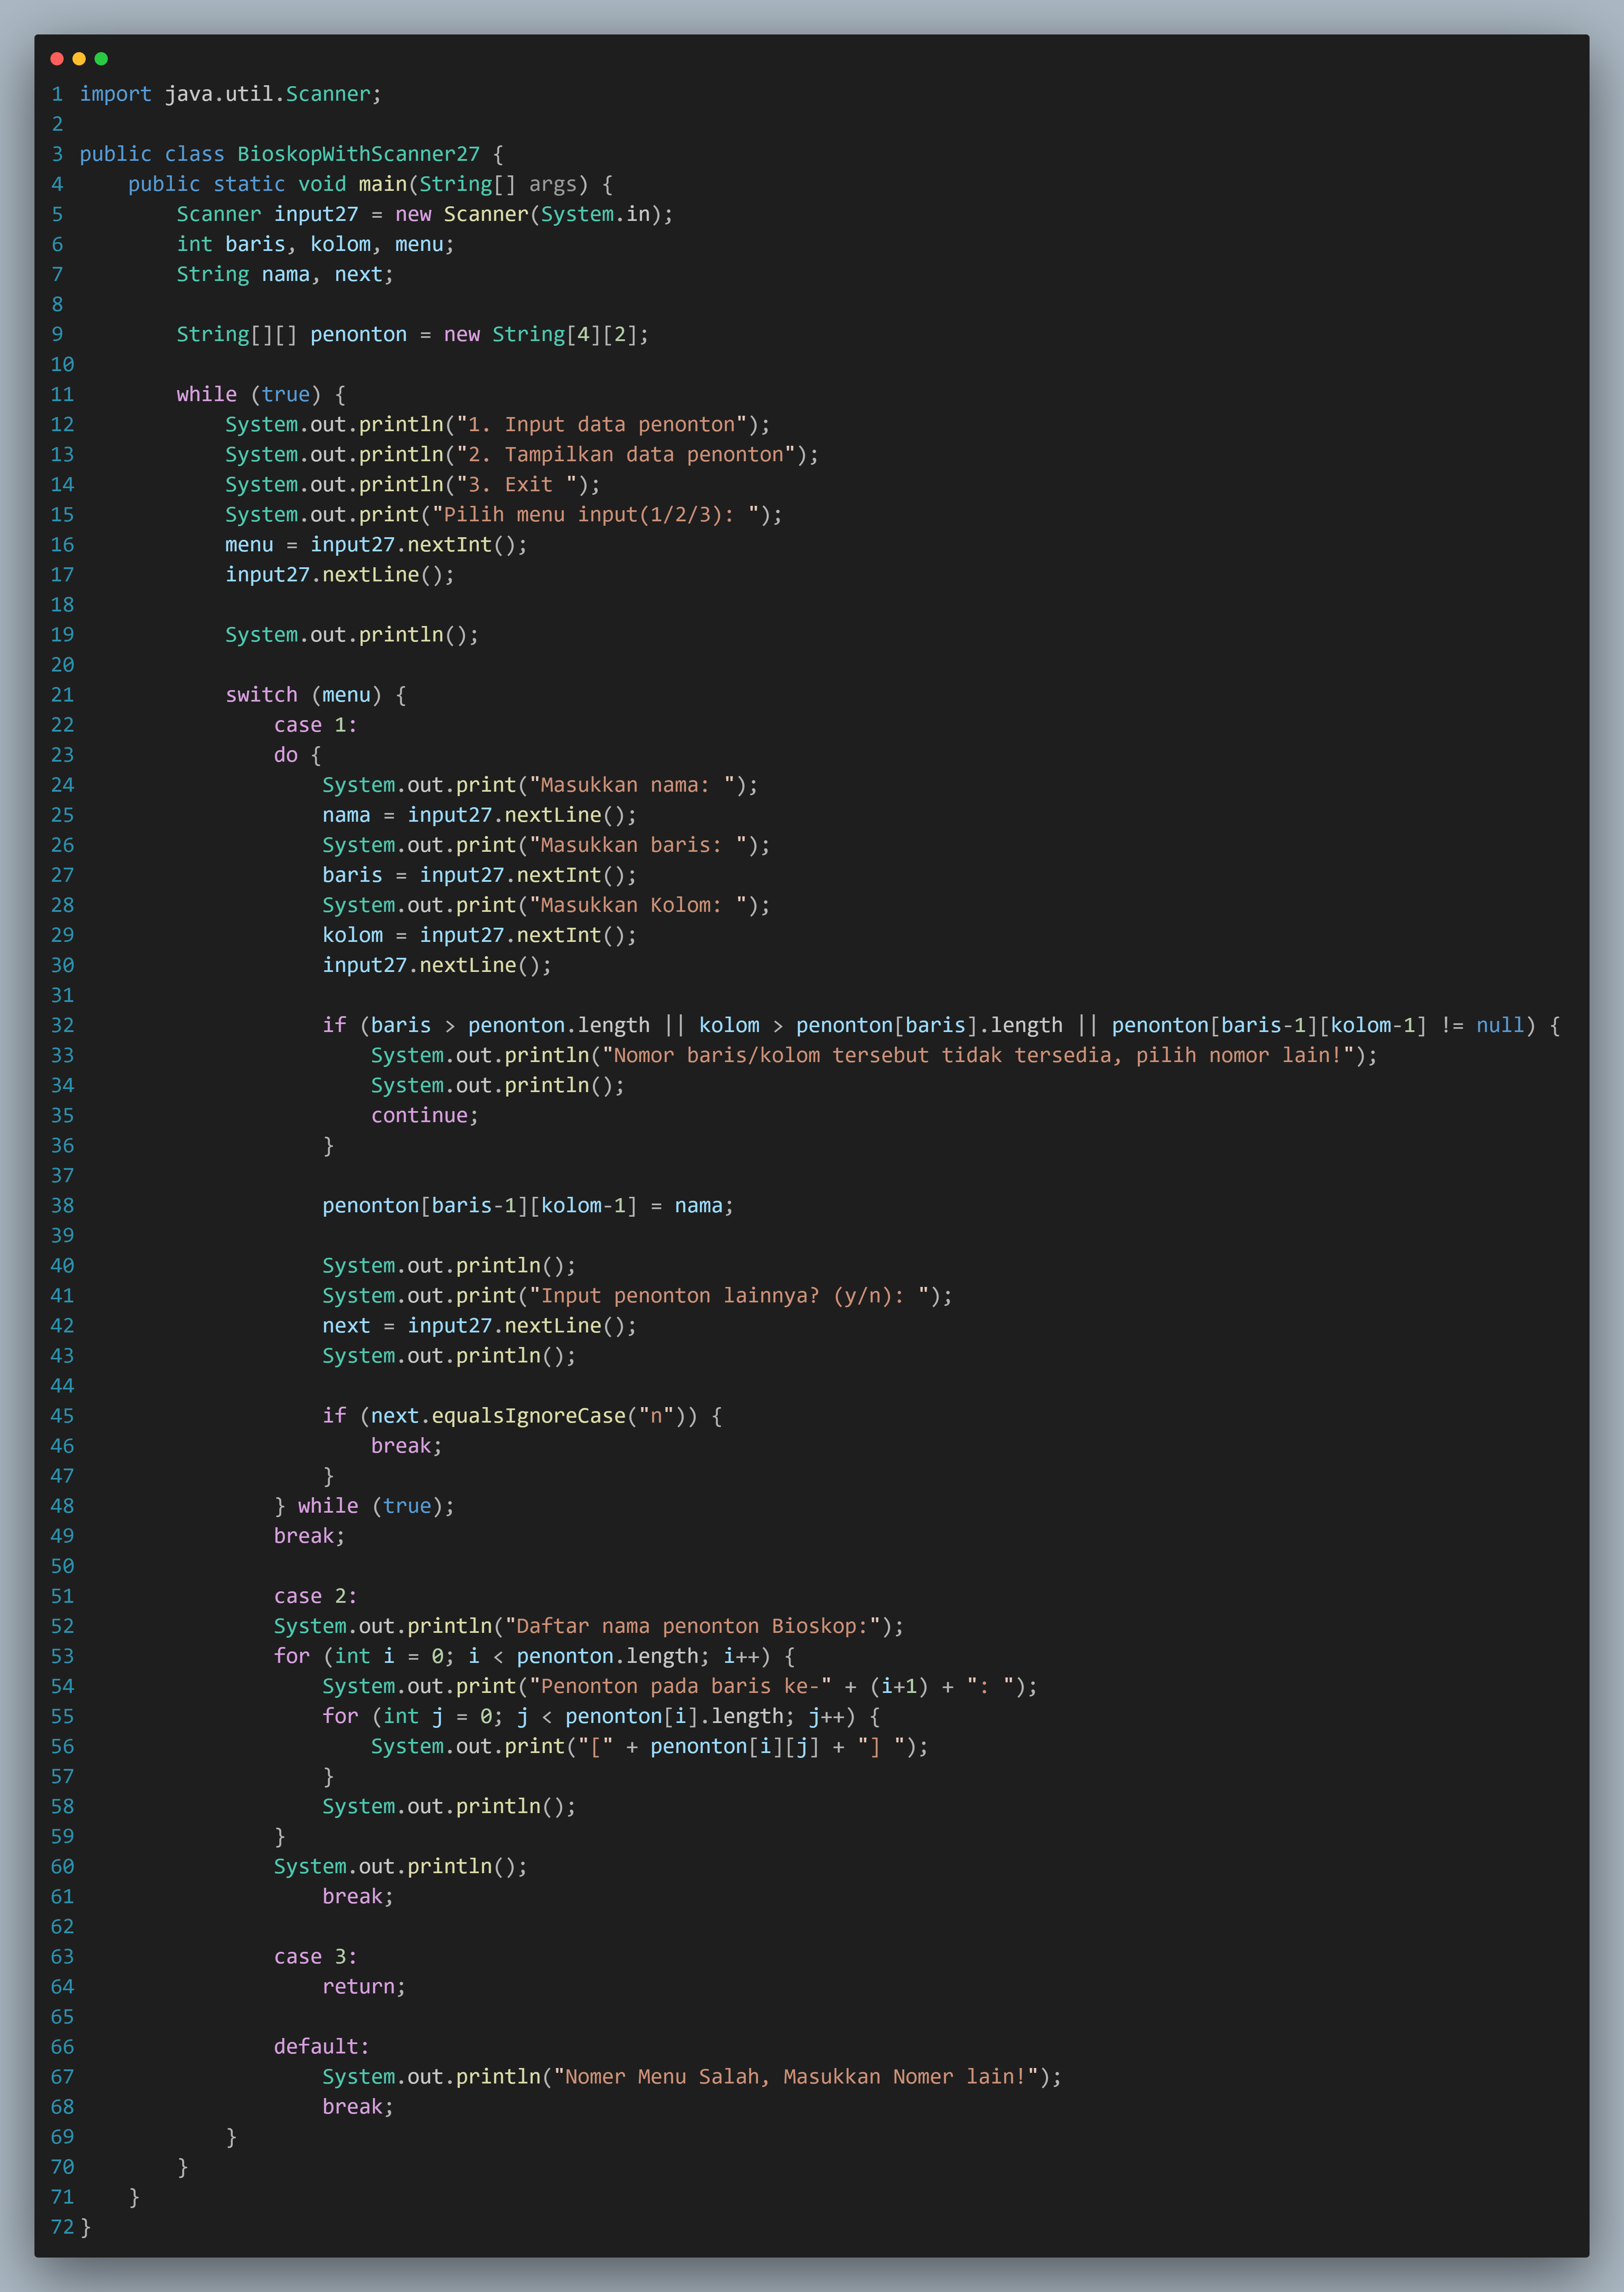 1 import java.util.Scanner;
2
3 public class BioskopWithScanner27 {
4     public static void main(String[] args) {
5         Scanner input27 = new Scanner(System.in);
6         int baris, kolom, menu;
7         String nama, next;
8
9         String[][] penonton = new String[4][2];
10
11         while (true) {
12             System.out.println("1. Input data penonton");
13             System.out.println("2. Tampilkan data penonton");
14             System.out.println("3. Exit ");
15             System.out.print("Pilih menu input(1/2/3): ");
16             menu = input27.nextInt();
17             input27.nextLine();
18
19             System.out.println();
20
21             switch (menu) {
22                 case 1:
23                 do {
24                     System.out.print("Masukkan nama: ");
25                     nama = input27.nextLine();
26                     System.out.print("Masukkan baris: ");
27                     baris = input27.nextInt();
28                     System.out.print("Masukkan Kolom: ");
29                     kolom = input27.nextInt();
30                     input27.nextLine();
31
32                     if (baris > penonton.length || kolom > penonton[baris].length || penonton[baris-1][kolom-1] != null) {
33                         System.out.println("Nomor baris/kolom tersebut tidak tersedia, pilih nomor lain!");
34                         System.out.println();
35                         continue;
36                     }
37
38                     penonton[baris-1][kolom-1] = nama;
39
40                     System.out.println();
41                     System.out.print("Input penonton lainnya? (y/n): ");
42                     next = input27.nextLine();
43                     System.out.println();
44
45                     if (next.equalsIgnoreCase("n")) {
46                         break;
47                     }
48                 } while (true);
49                 break;
50
51                 case 2:
52                 System.out.println("Daftar nama penonton Bioskop:");
53                 for (int i = 0; i < penonton.length; i++) {
54                     System.out.print("Penonton pada baris ke-" + (i+1) + ": ");
55                     for (int j = 0; j < penonton[i].length; j++) {
56                         System.out.print("[" + penonton[i][j] + "] ");
57                     }
58                     System.out.println();
59                 }
60                 System.out.println();
61                     break;
62
63                 case 3:
64                     return;
65
66                 default:
67                     System.out.println("Nomer Menu Salah, Masukkan Nomer lain!");
68                     break;
69             }
70         }
71     }
72 }